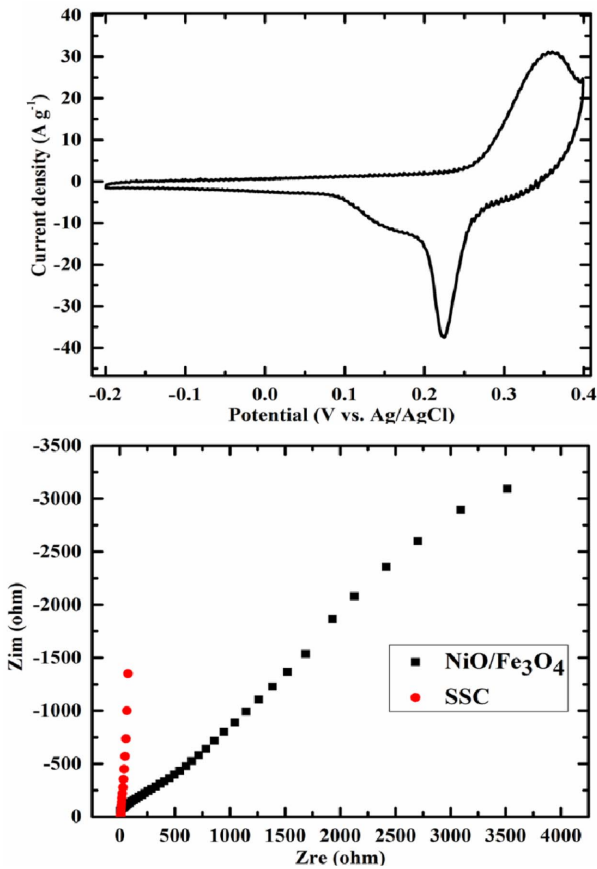 40
30
20
10
0
-10
-20
-30
-40
Current density (A g⁻¹)
-0.2 -0.1 0.0 0.1 0.2 0.3 0.4
Potential (V vs. Ag/AgCl)
-3500
-3000
-2500
-2000
-1500
-1000
-500
0
Zim (ohm)
NiO/Fe₃O₄
SSC
0 500 1000 1500 2000 2500 3000 3500 4000
Zre (ohm)